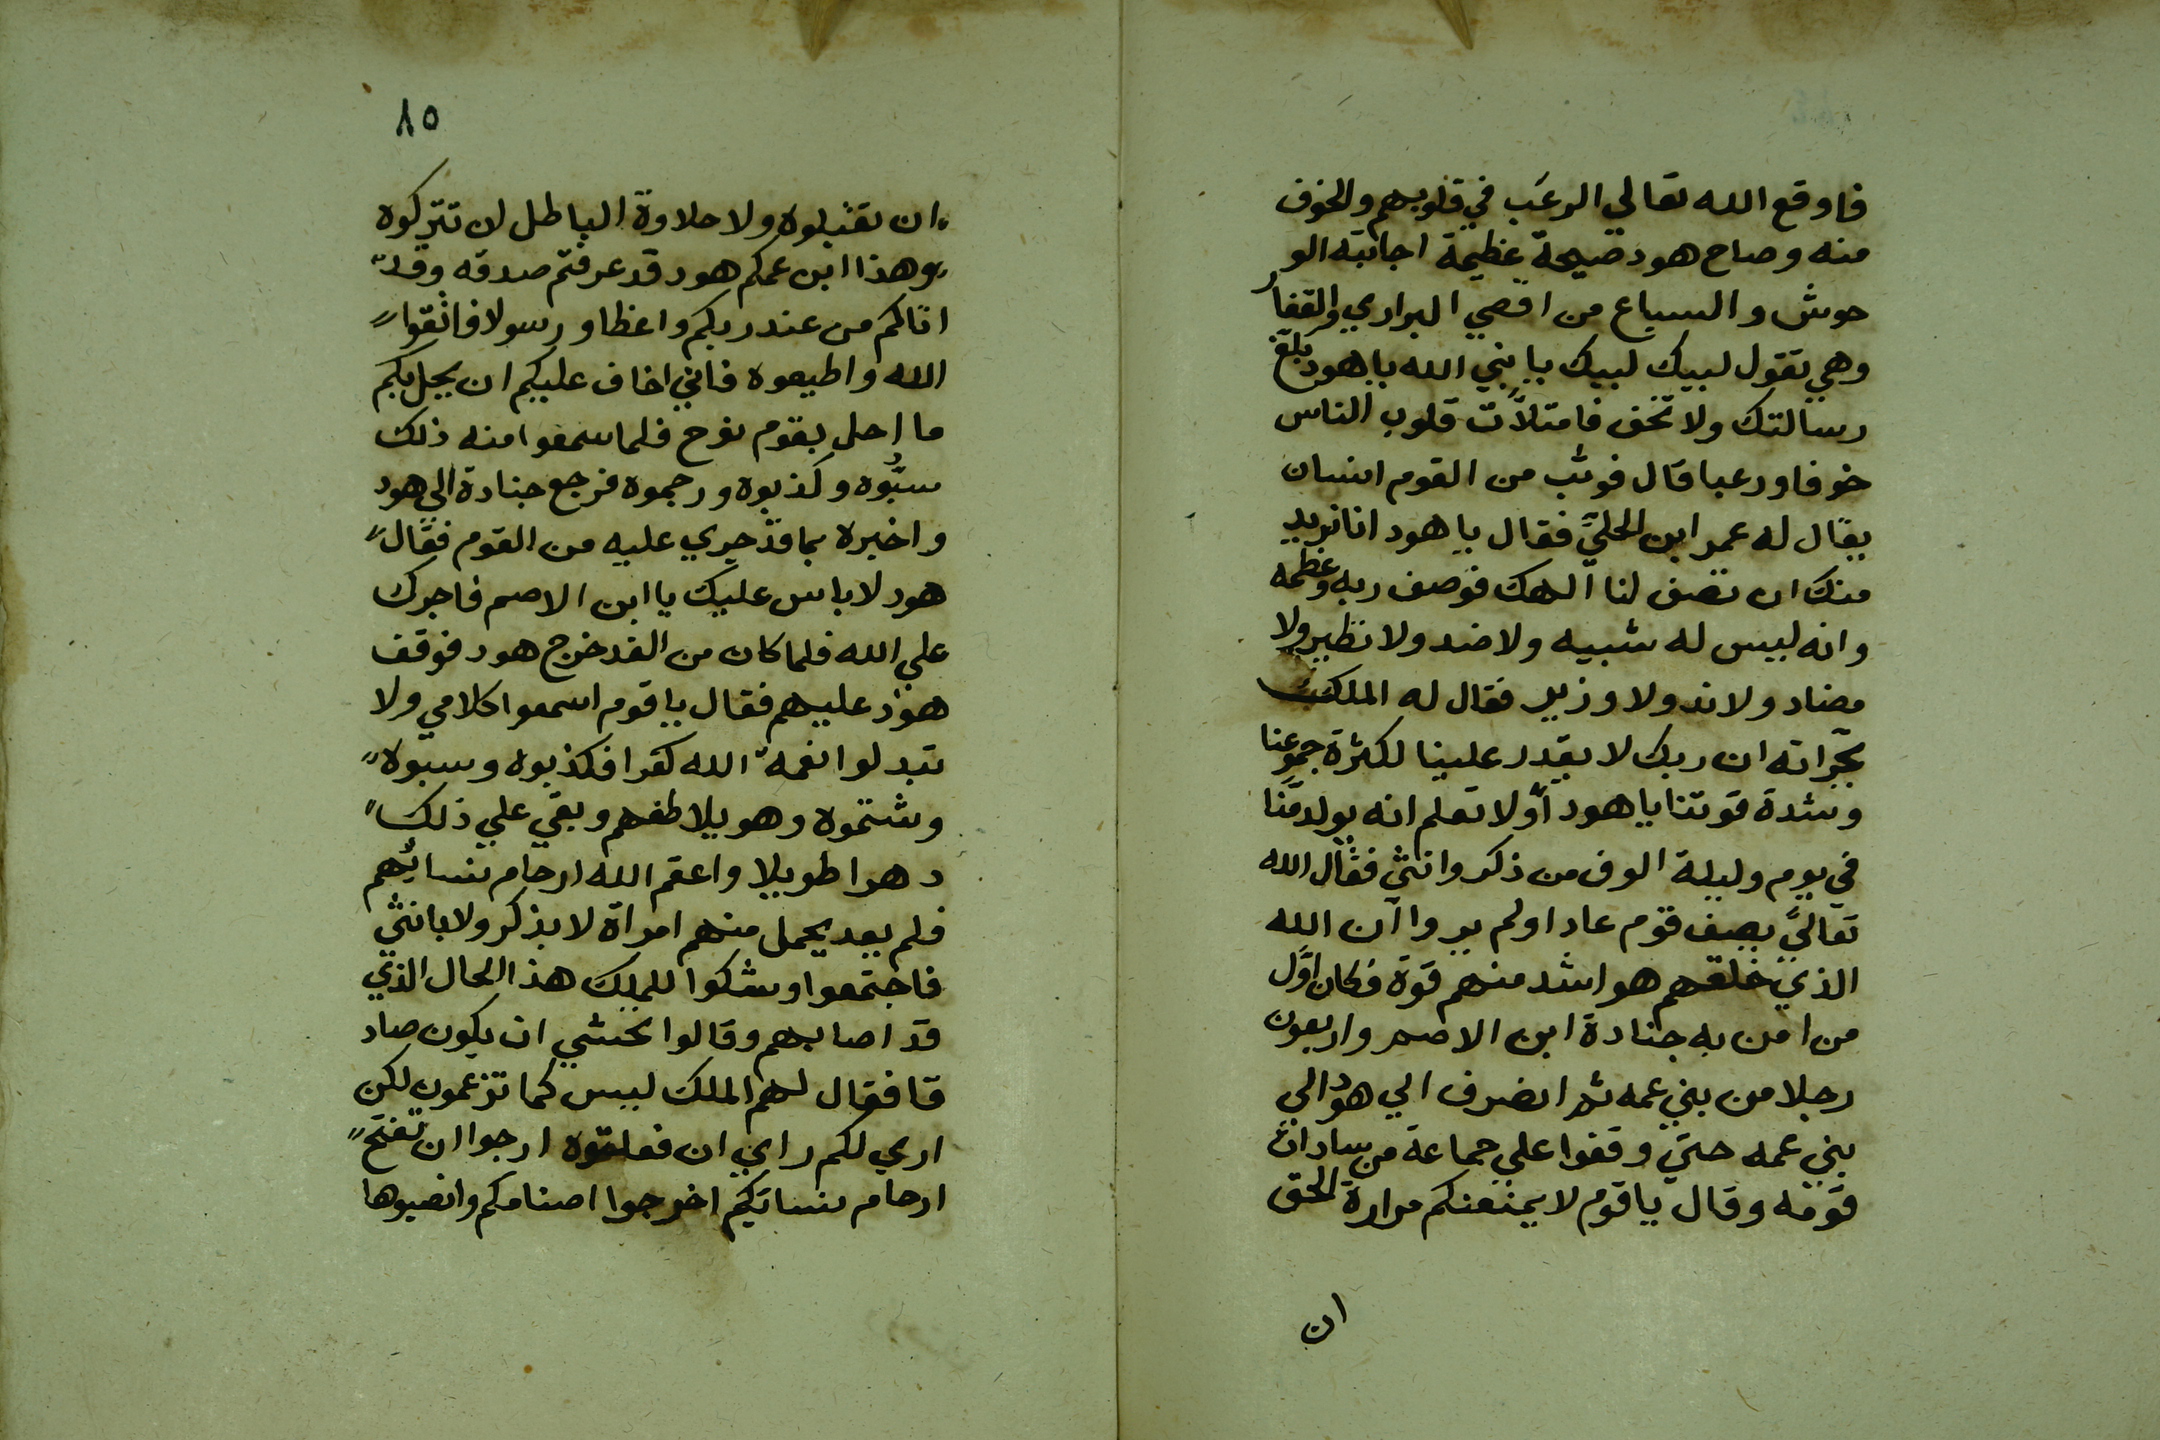 فاوقع الله تعالي الرعب في قلوبهم والخوف
منه وصاح هود صيحة عظيمة اجابته الو
حوش والسباع من اقصي البراري والقفار
وهي تقول لبيك لبيك يا نبي الله يا هود بلغ
رسالتك ولا تخف فامتلأت قلوب الناس
خوفا ورعبا قال فوثب من القوم انسان
يقال له عمر ابن الحلي فقال يا هود انا نريد
منك ان تصف لنا الهك فوصف ربه وعظمه
وانه ليس له شبيه ولا ضد ولا نظير ولا
مضاد ولا ند ولا وزير فقال له الملك
بجراته ان ربك لا يقدر علينا لكثرة جموعنا
وشدة قوتنا يا هود أولا تعلم انه يولد منا
في يوم وليلة الوف من ذكر وانثي فقال الله
تعالي يصف قوم عاد اولم يروا ان الله
الذي خلقهم هو اشد منهم قوة فكان اول
من امن به جنادة ابن الاصم واربعون
رجلا من بني عمه ثم انصرف الي هود الي
بني عمه حتي وقفوا علي جماعة من سادات
قومه وقال يا قوم لا يمنعنكم مرارة الحق
ان
٨٥
ان تقبلوه ولا حلاوة الباطل ان تتركوه
وهذا ابن عمكم هود قد عرفتم صدقه وقد
اتاكم من عند ربكم واعظا ورسولا فاتقوا
الله واطيعوه فاني اخاف عليكم ان يحل بكم
ما احل بقوم نوح فلما سمعوا منه ذلك
سبوه وكذبوه ورجموه فرجع جنادة الي هود
واخبره بما قد جري عليه من القوم فقال
هود لا باس عليك يا ابن الاصم فاجرك
علي الله فلما كان من الغد خرج هود فوقف
هود عليهم فقال يا قوم اسمعوا كلامي ولا
تبدلوا نعمة الله كفرا فكذبوه وسبوه
وشتموه وهو يلاطفهم وبقي علي ذلك
دهرا طويلا واعقم الله ارحام نسائهم
فلم يعد يحمل منهم امراة لا بذكر ولا بانثي
فاجتمعوا وشكوا للملك هذا الحال الذي
قد اصابهم وقالوا نخشي ان يكون صاد
قا فقال لهم الملك ليس كما تزعمون لكن
اري لكم راي ان فعلتموه ارجوا ان تفتح
ارحام نسائكم اخرجوا اصنامكم وانصبوها